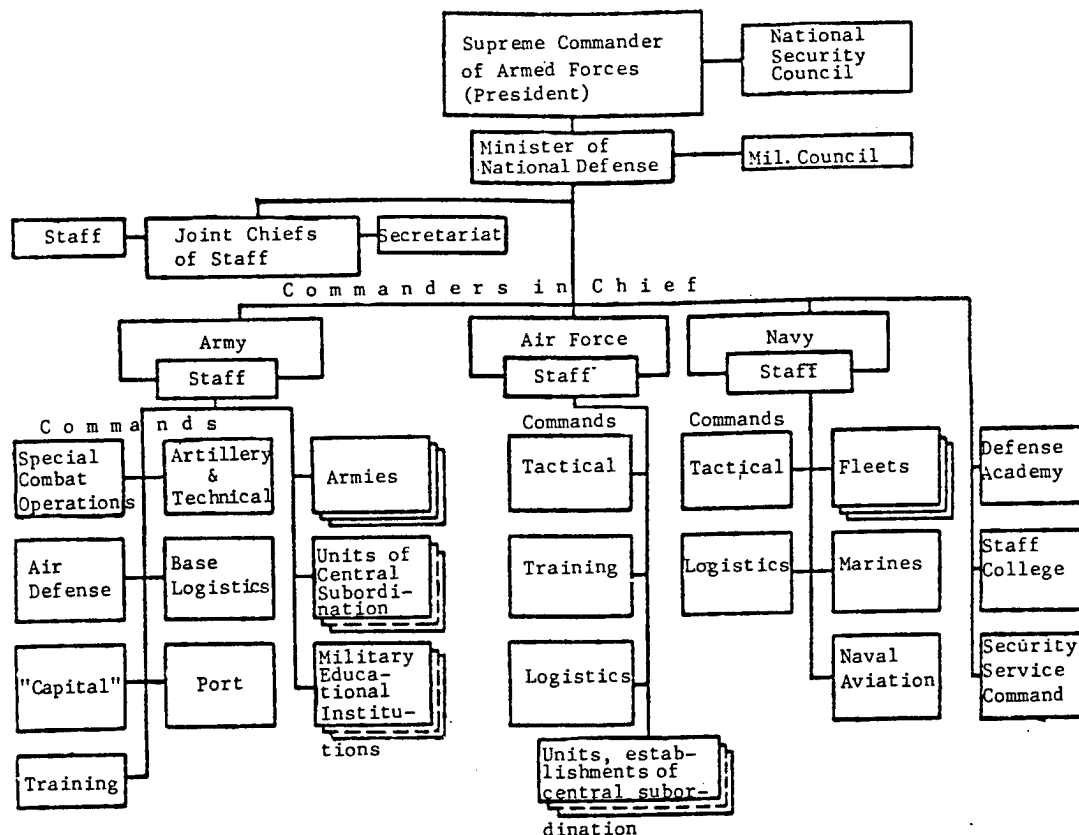 Supreme Commander
of Armed Forces
(President)
National
Security
Council
Minister of
National Defense
Mil. Council
Staff
Joint Chiefs
of Staff
Secretariat
Commanders in Chief
Army
Staff
Air Force
Staff
Navy
Staff
Commands
Special
Combat
Operations
Artillery
&
Technical
Armies
Air
Defense
Base
Logistics
Units of
Central
Subordi-
nation
"Capital"
Port
Military
Educa-
tional
Institu-
tions
Training
Commands
Tactical
Training
Logistics
Units, estab-
lishments of
central subor-
dination
Commands
Tactical
Fleets
Logistics
Marines
Naval
Aviation
Defense
Academy
Staff
College
Security
Service
Command